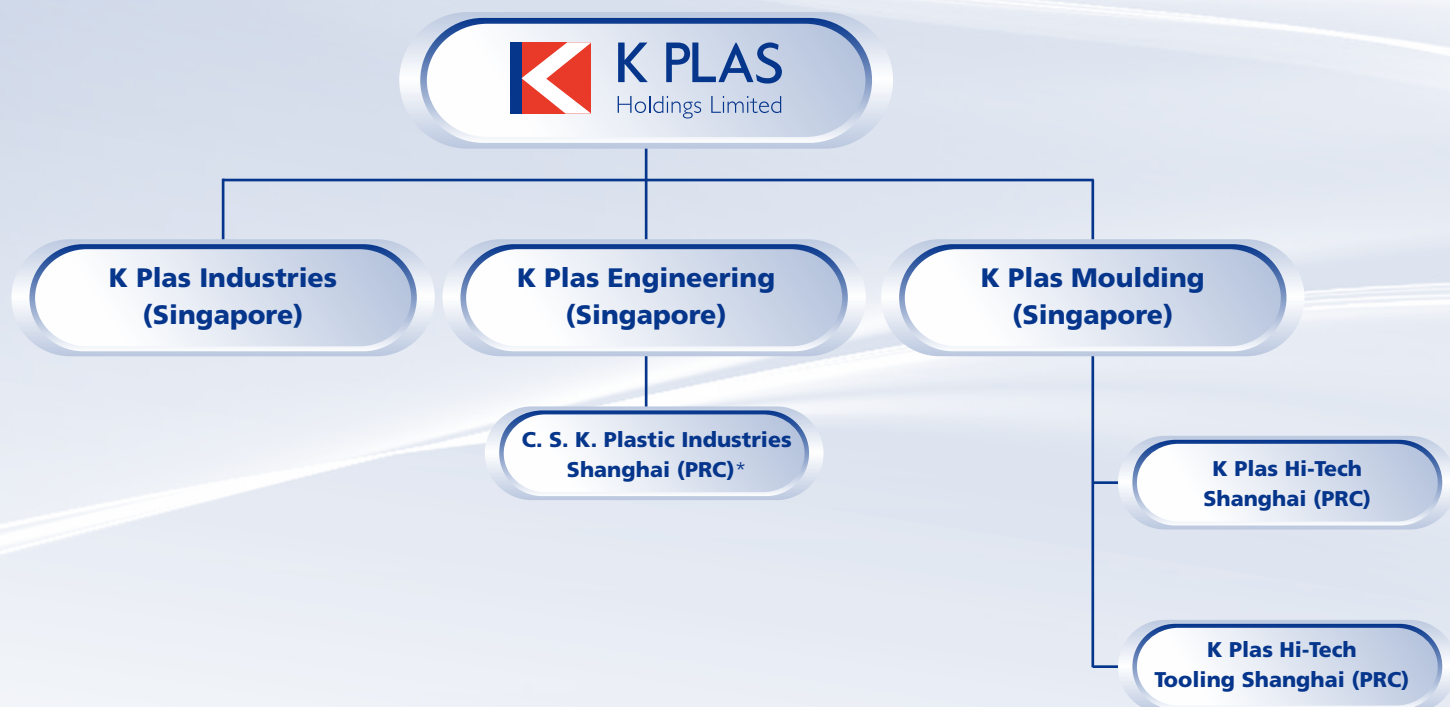 K PLAS
Holdings Limited
K Plas Industries
(Singapore)
K Plas Engineering
(Singapore)
K Plas Moulding
(Singapore)
C. S. K. Plastic Industries
Shanghai (PRC)*
K Plas Hi-Tech
Shanghai (PRC)
K Plas Hi-Tech
Tooling Shanghai (PRC)